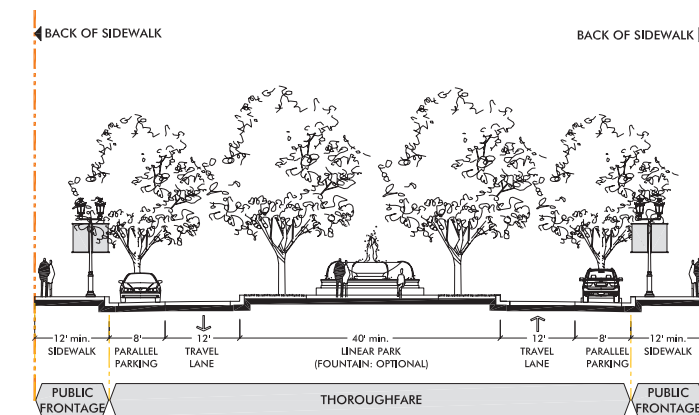 BACK OF SIDEWALK
BACK OF SIDEWALK
12' min.
SIDEWALK
8'
PARALLEL
PARKING
12'
TRAVEL
LANE
40' min.
LINEAR PARK
(FOUNTAIN: OPTIONAL)
12'
TRAVEL
LANE
8'
PARALLEL
PARKING
12' min.
SIDEWALK
PUBLIC
FRONTAGE
THOROUGHFARE
PUBLIC
FRONTAGE